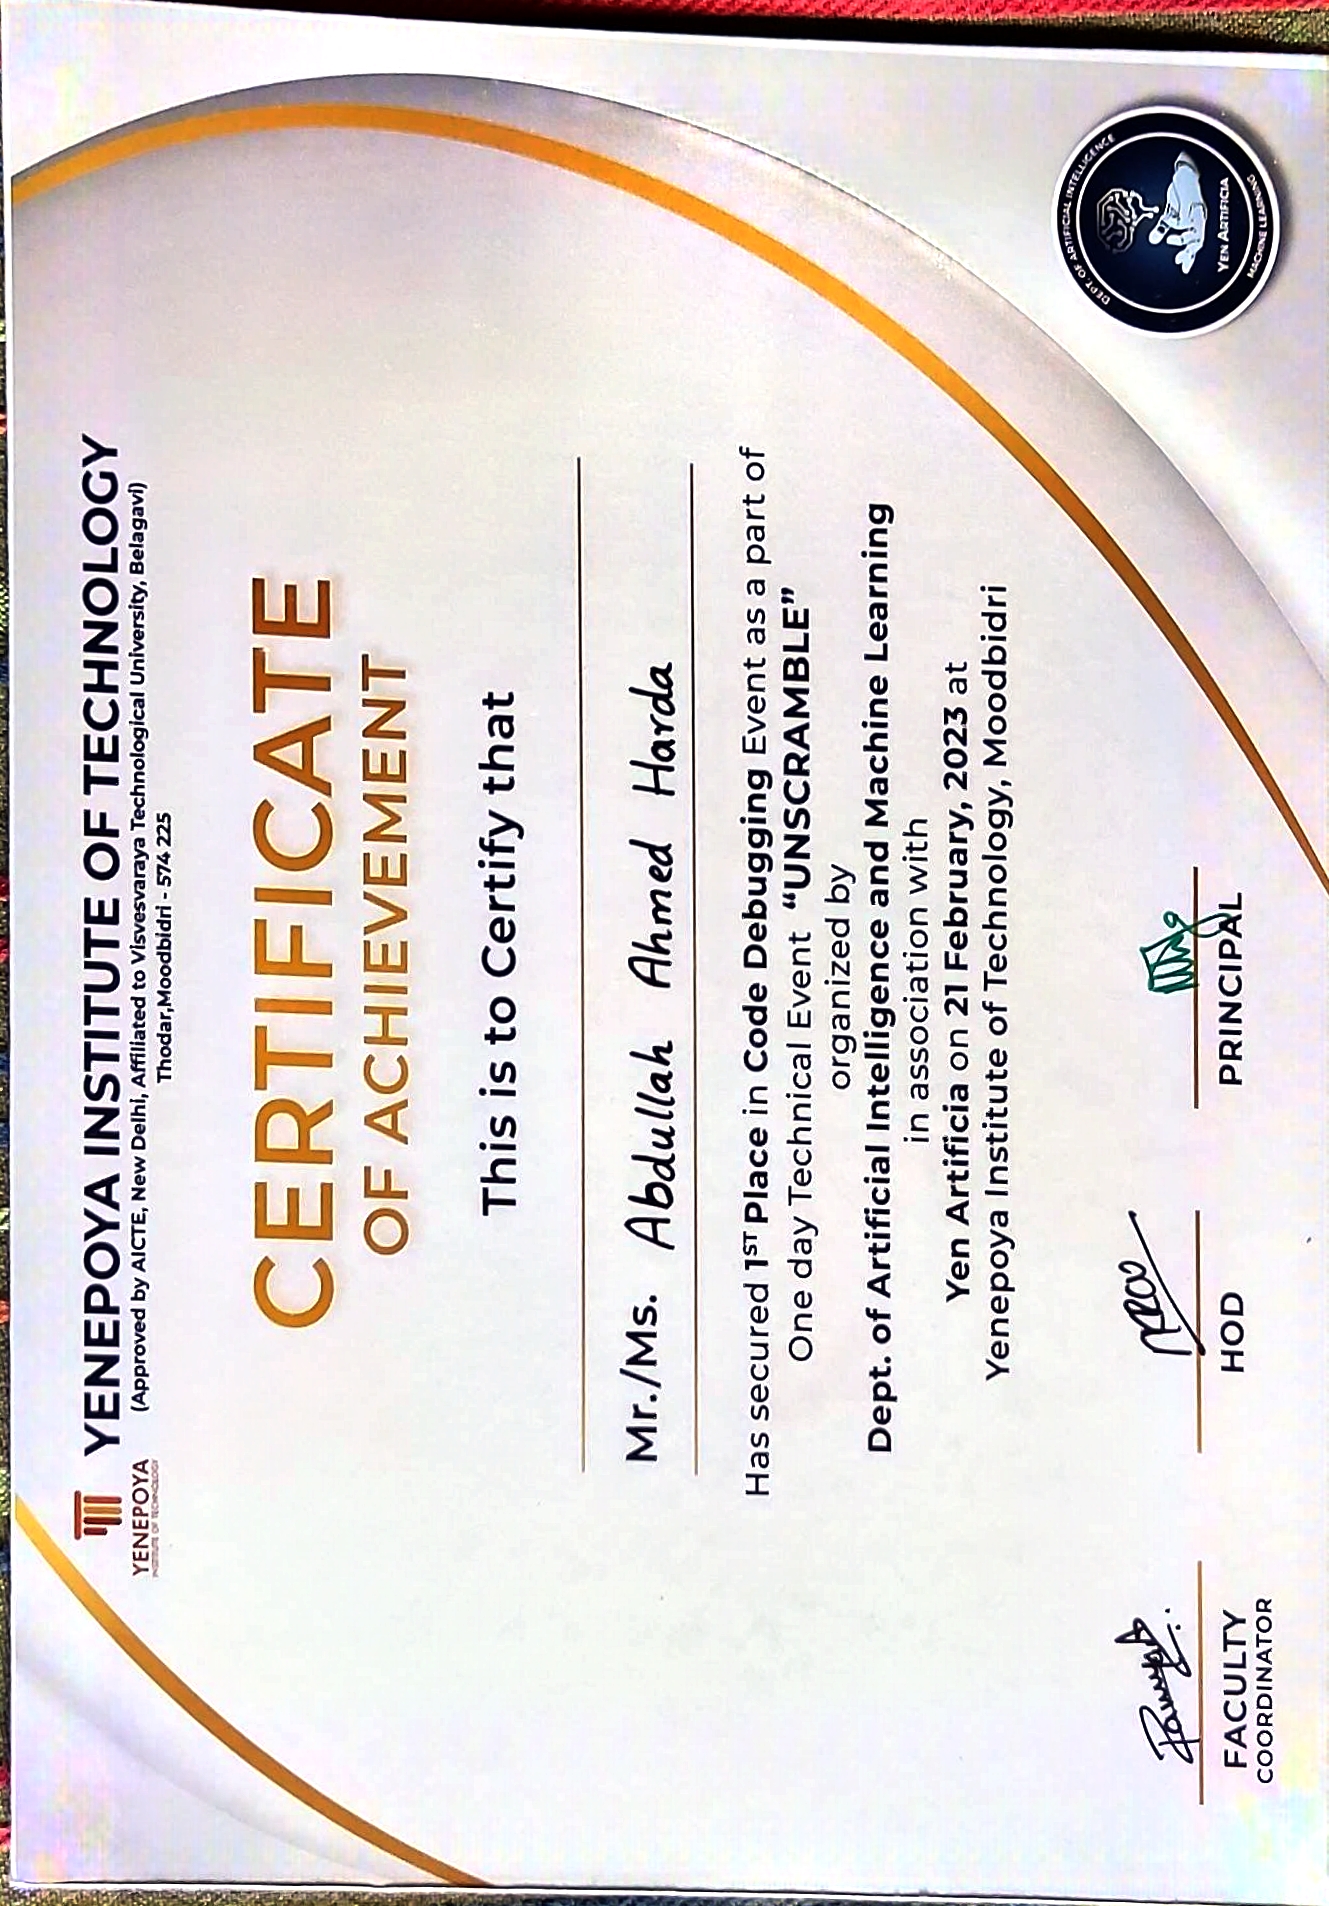 YENEPOYA
INSTITUTE OF TECHNOLOGY
YENEPOYA INSTITUTE OF TECHNOLOGY
(Approved by AICTE, New Delhi, Affiliated to Visvesvaraya Technological University, Belagavi)
Thodar,Moodbidri - 574 225
CERTIFICATE
OF ACHIEVEMENT
This is to Certify that
Mr./Ms. Abdullah Ahmed Harda
Has secured 1ST Place in Code Debugging Event as a part of
One day Technical Event “UNSCRAMBLE”
organized by
Dept. of Artificial Intelligence and Machine Learning
in association with
Yen Artificia on 21 February, 2023 at
Yenepoya Institute of Technology, Moodbidri
FACULTY
COORDINATOR
HOD
PRINCIPAL
DEPT. OF ARTIFICIAL INTELLIGENCE
YEN ARTIFICIA
MACHINE LEARNING